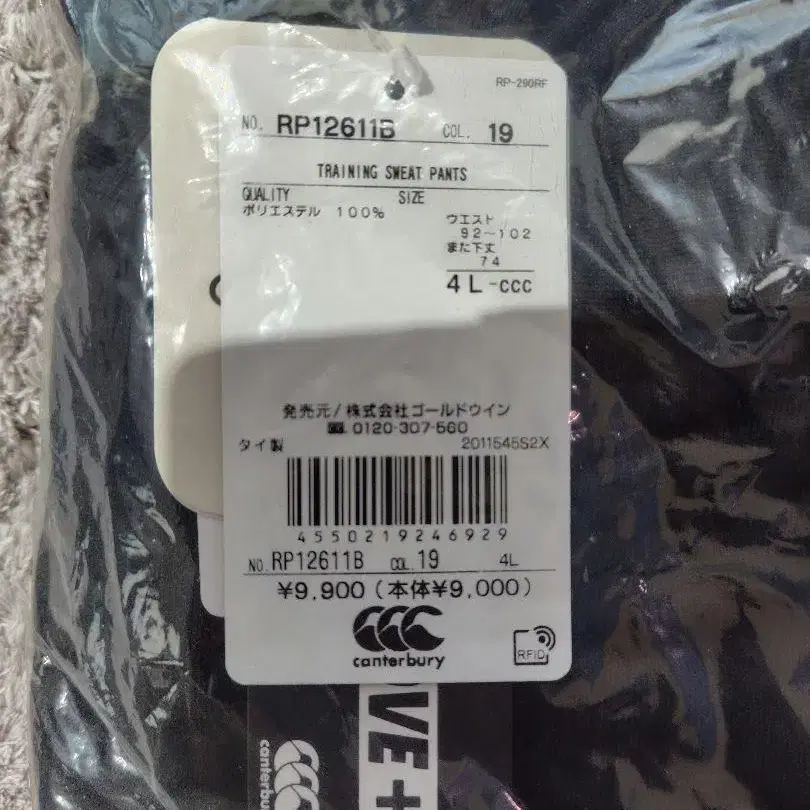 RP-290RF
NO. RP12611B COL. 19
TRAINING SWEAT PANTS
QUALITY SIZE
ポリエステル 100%
ウエスト
92~102
また下丈
74
4L-CCC
発売元/株式会社ゴールドウイン
0120-307-560
タイ製 2011545S2X
4550219246929
NO. RP12611B COL. 19 4L
¥9,900(本体¥9,000)
canterbury
RFID
OVE+
canterbury